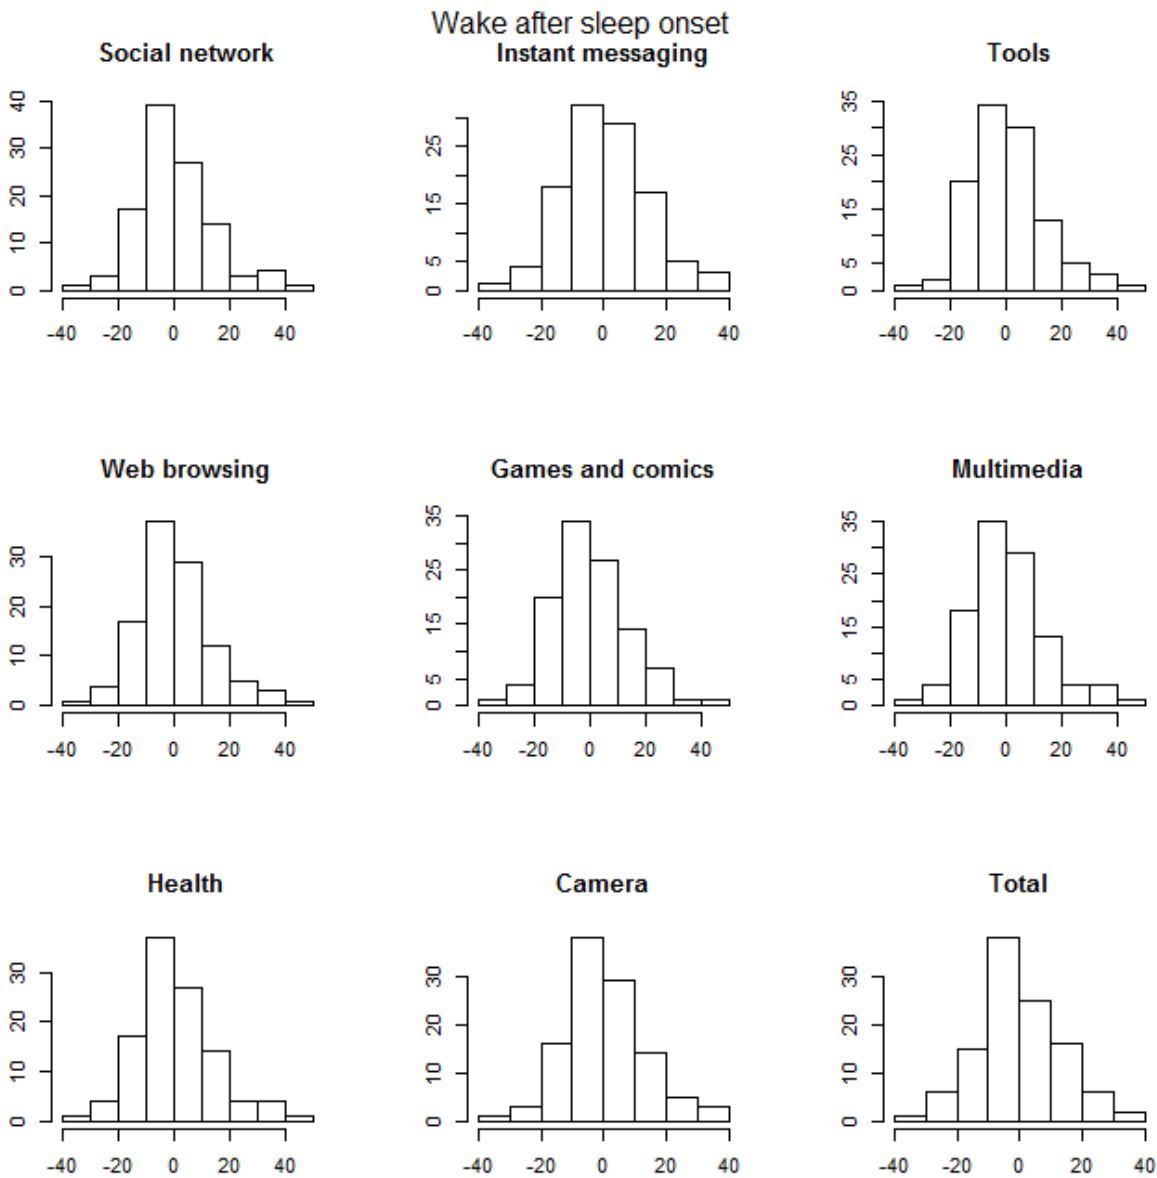 Wake after sleep onset
Social network
Instant messaging
Tools
0 10 20 30 40
-40 -20 0 20 40
5 15 25
0
-40 -20 0 20 40
0 5 15 25 35
-40 -20 0 20 40
Web browsing
Games and comics
Multimedia
0 10 20 30
-40 -20 0 20 40
0 5 15 25 35
-40 -20 0 20 40
0 5 15 25 35
-40 -20 0 20 40
Health
Camera
Total
0 10 20 30
-40 -20 0 20 40
0 10 20 30
-40 -20 0 20 40
0 10 20 30
-40 -20 0 20 40